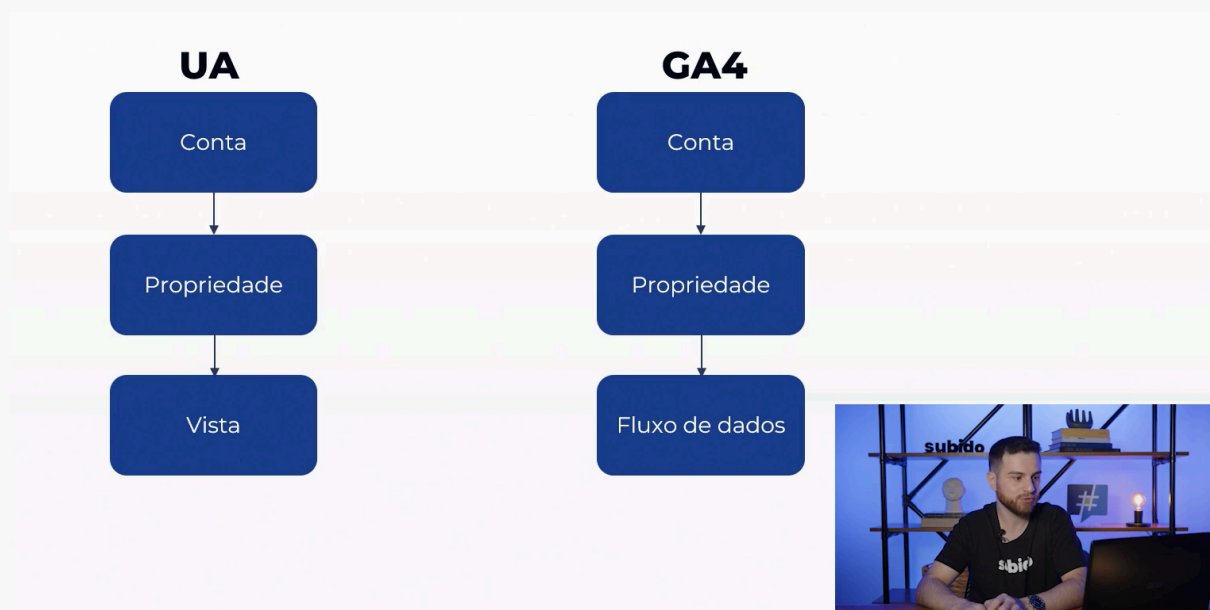 UA
Conta
Propriedade
Vista
GA4
Conta
Propriedade
Fluxo de dados
subido
#
subido